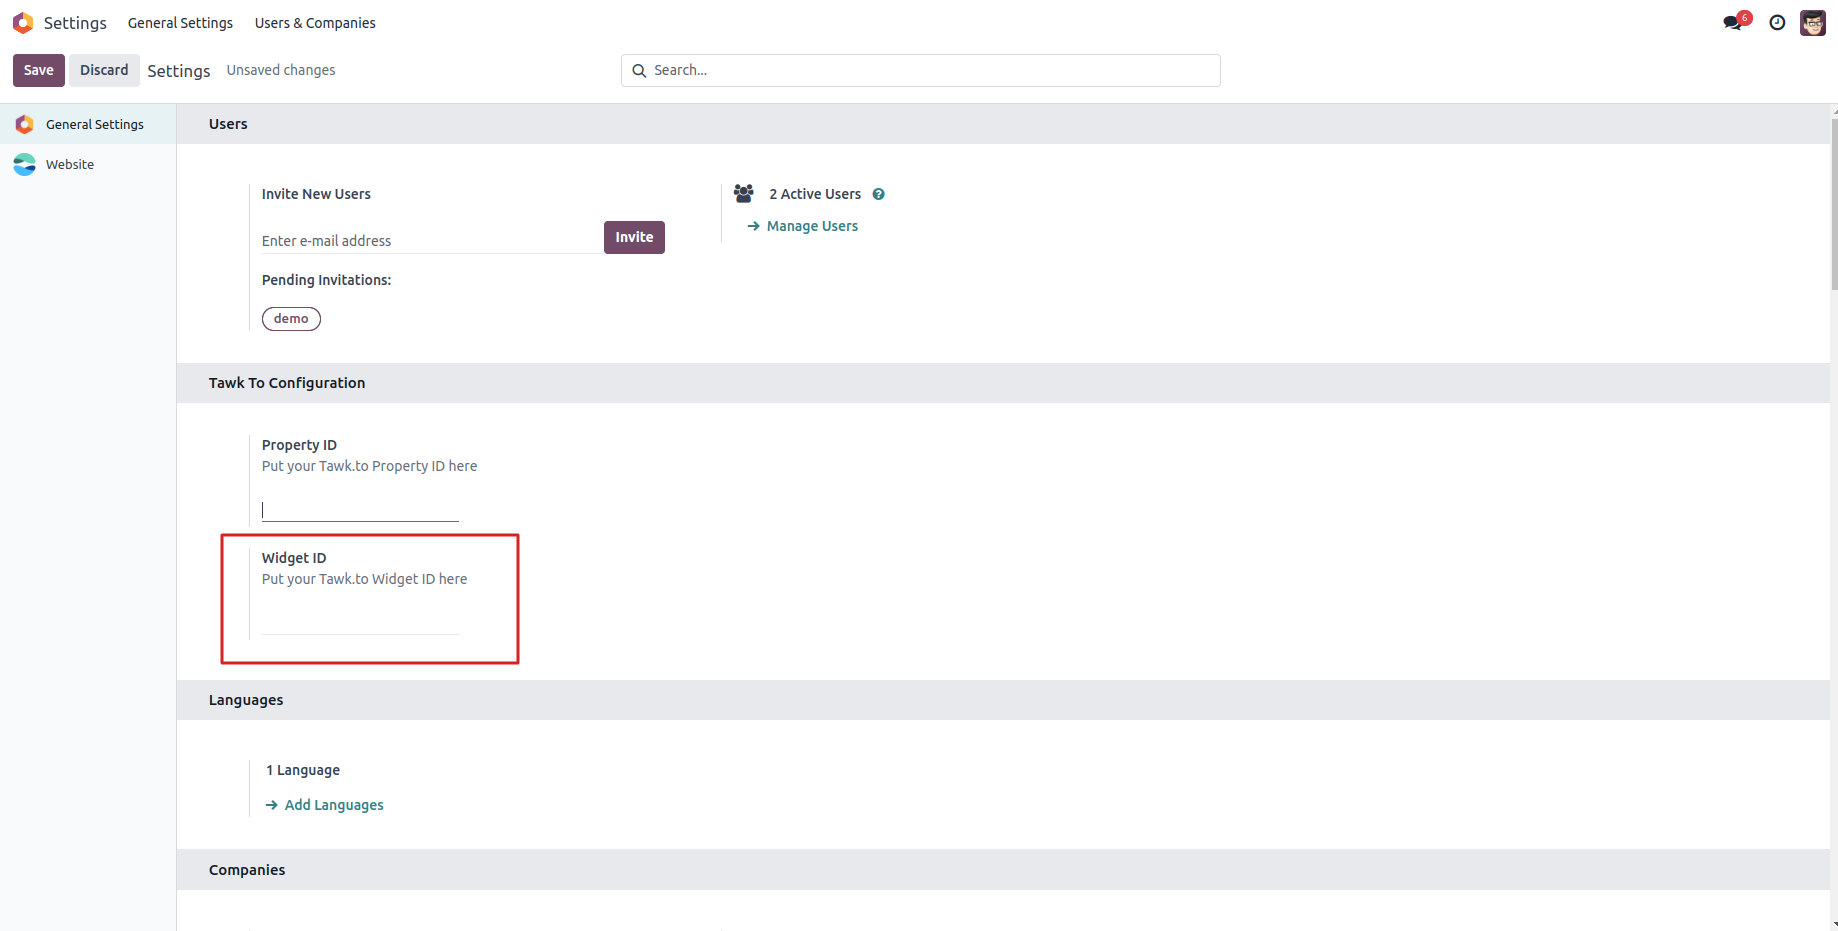 Settings General Settings Users & Companies 6
Save Discard Settings Unsaved changes Search...
General Settings
Website
Users
Invite New Users
Enter e-mail address Invite
Pending Invitations:
demo
2 Active Users ?
Manage Users
Tawk To Configuration
Property ID
Put your Tawk.to Property ID here
Widget ID
Put your Tawk.to Widget ID here
Languages
1 Language
Add Languages
Companies